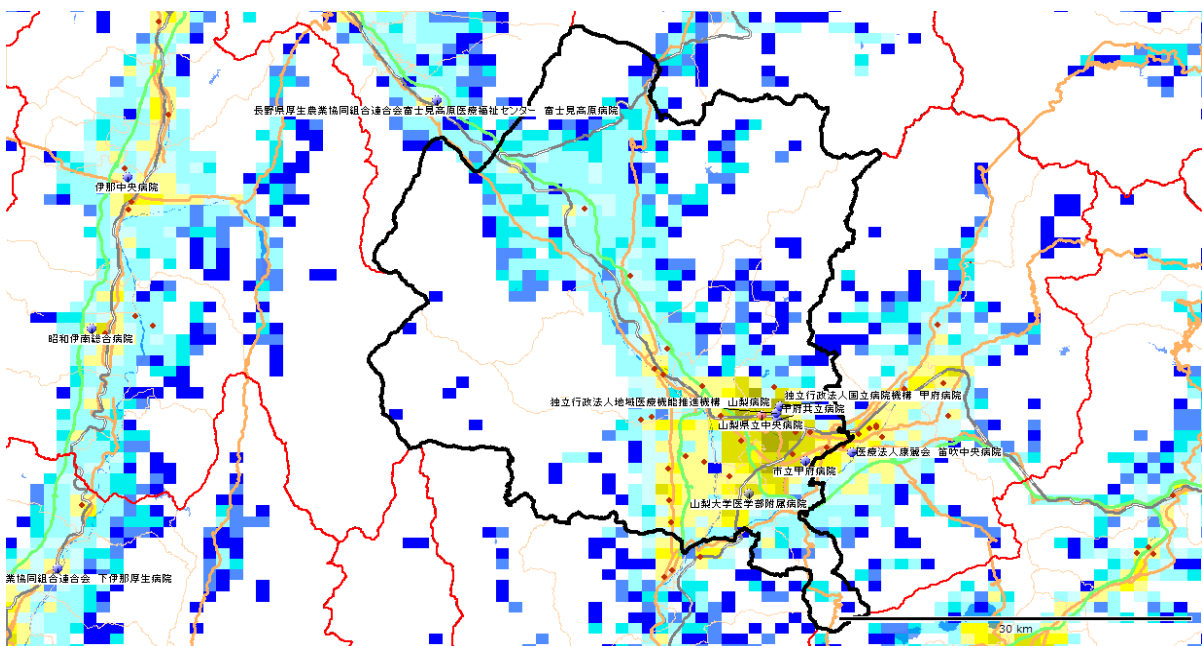 長野県厚生農業協同組合連合会富士見高原医療福祉センター 富士見高原病院
伊那中央病院
昭和伊南総合病院
独立行政法人地域医療機能推進機構 山梨病院
独立行政法人国立病院機構 甲府病院
甲府共立病院
山梨県立中央病院
医療法人康麗会 笛吹中央病院
市立甲府病院
山梨大学医学部附属病院
業協同組合連合会 下伊那厚生病院
30 km